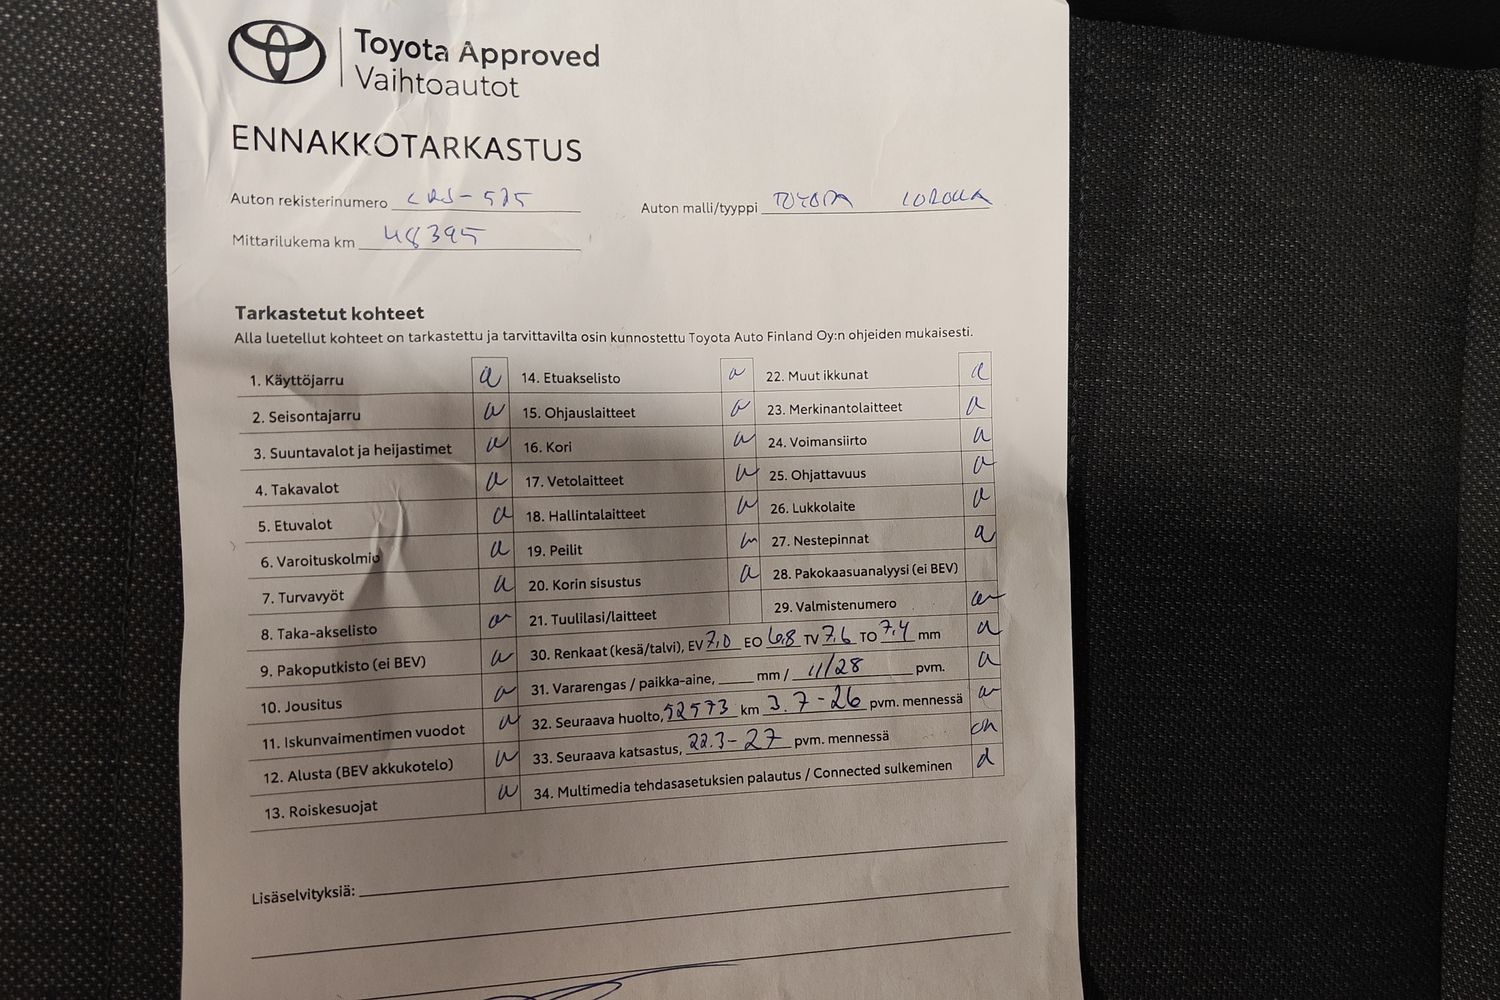 Toyota Approved
Vaihtoautot
ENNAKKOTARKASTUS
Auton rekisterinumero
Auton malli/tyyppi TOYOTA COROLLA
Mittarilukema km 48395
Tarkastetut kohteet
Alla luetellut kohteet on tarkastettu ja tarvittavilta osin kunnostettu Toyota Auto Finland Oy:n ohjeiden mukaisesti.
1. Käyttöjarru
2. Seisontajarru
3. Suuntavalot ja heijastimet
4. Takavalot
5. Etuvalot
6. Varoituskolmio
7. Turvavyöt
8. Taka-akselisto
9. Pakoputkisto (ei BEV)
10. Jousitus
11. Iskunvaimentimen vuodot
12. Alusta (BEV akkukotelo)
13. Roiskesuojat
14. Etuakselisto
15. Ohjauslaitteet
16. Kori
17. Vetolaitteet
18. Hallintalaitteet
19. Peilit
20. Korin sisustus
21. Tuulilasi/laitteet
22. Muut ikkunat
23. Merkinantolaitteet
24. Voimansiirto
25. Ohjattavuus
26. Lukkolaite
27. Nestepinnat
28. Pakokaasuanalyysi (ei BEV)
29. Valmistenumero
30. Renkaat (kesä/talvi), EV 7,0 EO 6,8 TV 7,6 TO 7,4 mm
31. Vararengas / paikka-aine, mm / 11/28 pvm.
32. Seuraava huolto, 52573 km 3.7-26 pvm. mennessä
33. Seuraava katsastus, 22.3-27 pvm. mennessä
34. Multimedia tehdasasetuksien palautus / Connected sulkeminen
Lisäselvityksiä: